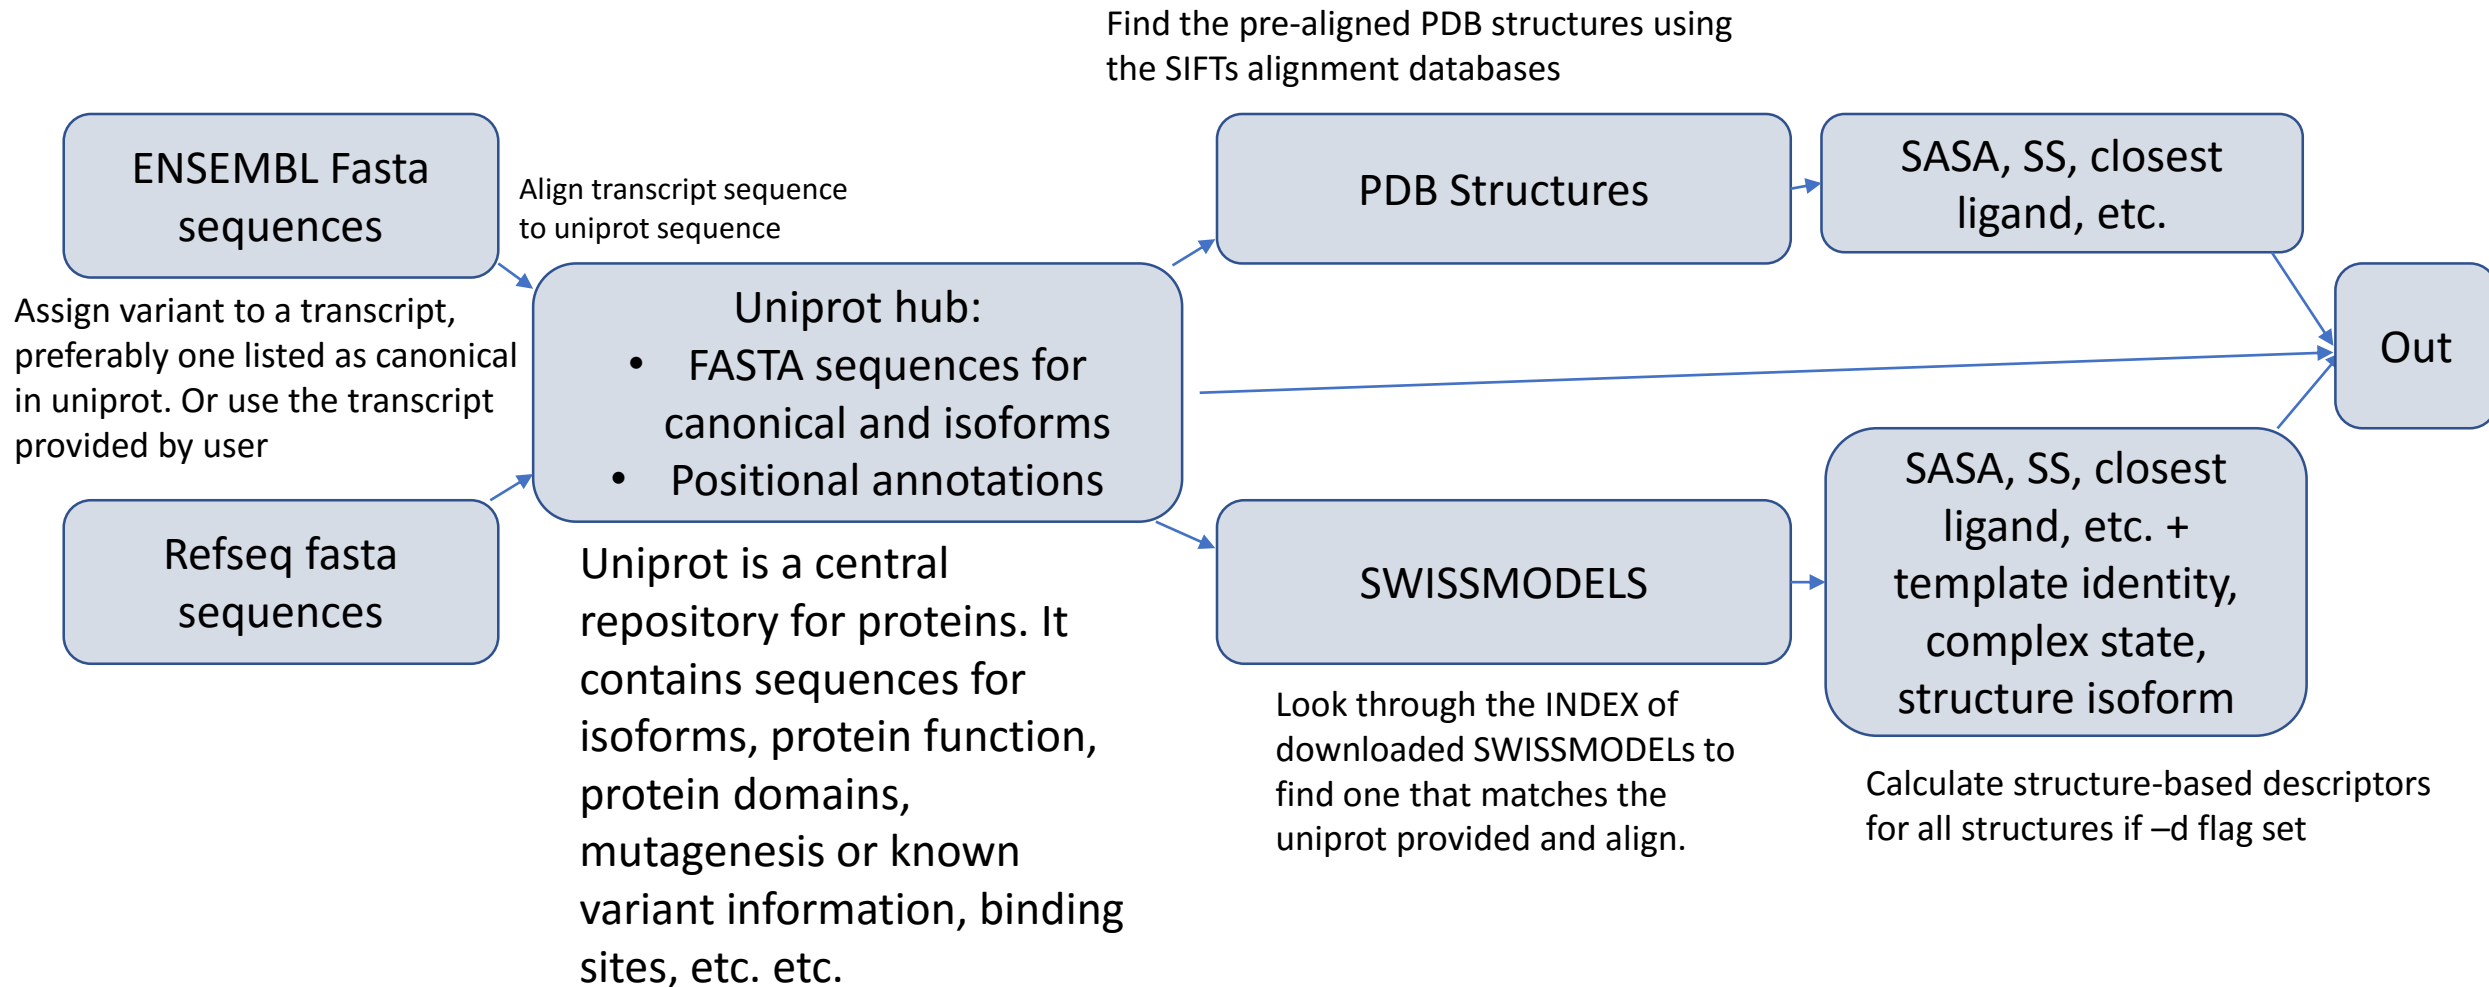 Find the pre-aligned PDB structures using
the SIFTs alignment databases
ENSEMBL Fasta
sequences
Align transcript sequence
to uniprot sequence
PDB Structures
SASA, SS, closest
ligand, etc.
Assign variant to a transcript,
preferably one listed as canonical
in uniprot. Or use the transcript
provided by user
Uniprot hub:
• FASTA sequences for
canonical and isoforms
• Positional annotations
Out
Refseq fasta
sequences
Uniprot is a central
repository for proteins. It
contains sequences for
isoforms, protein function,
protein domains,
mutagenesis or known
variant information, binding
sites, etc. etc.
SWISSMODELS
SASA, SS, closest
ligand, etc. +
template identity,
complex state,
structure isoform
Look through the INDEX of
downloaded SWISSMODELs to
find one that matches the
uniprot provided and align.
Calculate structure-based descriptors
for all structures if –d flag set